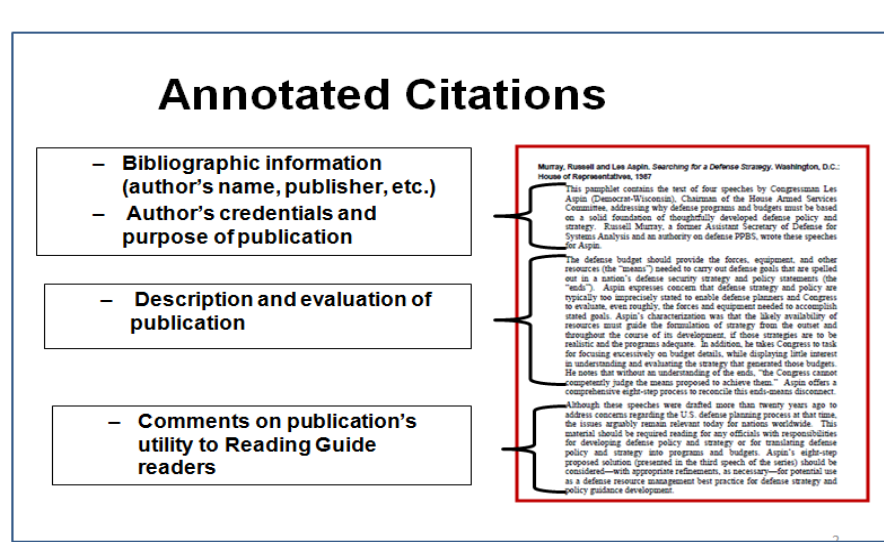 Annotated Citations
– Bibliographic information
(author's name, publisher, etc.)
– Author's credentials and
purpose of publication
– Description and evaluation of
publication
– Comments on publication's
utility to Reading Guide
readers
Murray, Russell and Les Aspin. Searching for a Defense Strategy. Washington, D.C.:
House of Representatives, 1987
This pamphlet contains the text of four speeches by Congressman Les
Aspin (Democrat-Wisconsin), Chairman of the House Armed Services
Committee, addressing why defense programs and budgets must be based
on a solid foundation of thoughtfully developed defense policy and
strategy. Russell Murray, a former Assistant Secretary of Defense for
Systems Analysis and an authority on defense PPBS, wrote these speeches
for Aspin.
The defense budget should provide the forces, equipment, and other
resources (the "means") needed to carry out defense goals that are spelled
out in a nation's defense security strategy and policy statements (the
"ends"). Aspin expresses concern that defense strategy and policy are
typically too imprecisely stated to enable defense planners and Congress
to evaluate, even roughly, the forces and equipment needed to accomplish
stated goals. Aspin's characterization was that the likely availability of
resources must guide the formulation of strategy from the outset and
throughout the course of its development, if those strategies are to be
realistic and the programs adequate. In addition, he takes Congress to task
for focusing excessively on budget details, while displaying little interest
in understanding and evaluating the strategy that generated those budgets.
He notes that without an understanding of the ends, "the Congress cannot
competently judge the means proposed to achieve them." Aspin offers a
comprehensive eight-step process to reconcile this ends-means disconnect.
Although these speeches were drafted more than twenty years ago to
address concerns regarding the U.S. defense planning process at that time,
the issues arguably remain relevant today for nations worldwide. This
material should be required reading for any officials with responsibilities
for developing defense policy and strategy or for translating defense
policy and strategy into programs and budgets. Aspin's eight-step
proposed solution (presented in the third speech of the series) should be
considered—with appropriate refinements, as necessary—for potential use
as a defense resource management best practice for defense strategy and
policy guidance development.